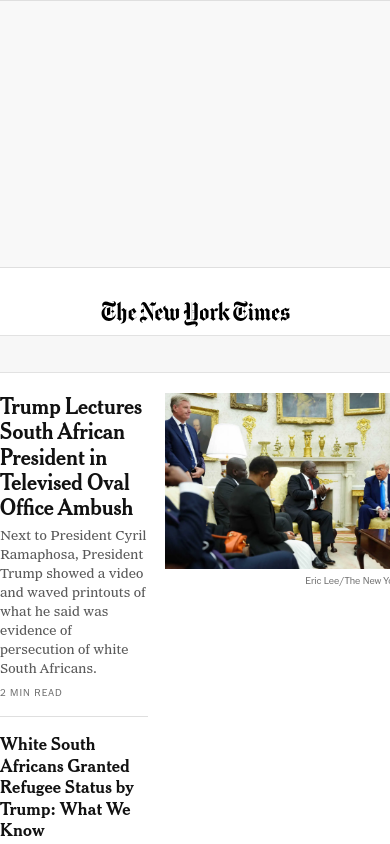 The New York Times
Trump Lectures
South African
President in
Televised Oval
Office Ambush
Next to President Cyril
Ramaphosa, President
Trump showed a video
and waved printouts of
what he said was
evidence of
persecution of white
South Africans.
2 MIN READ
Eric Lee/The New Yo
White South
Africans Granted
Refugee Status by
Trump: What We
Know